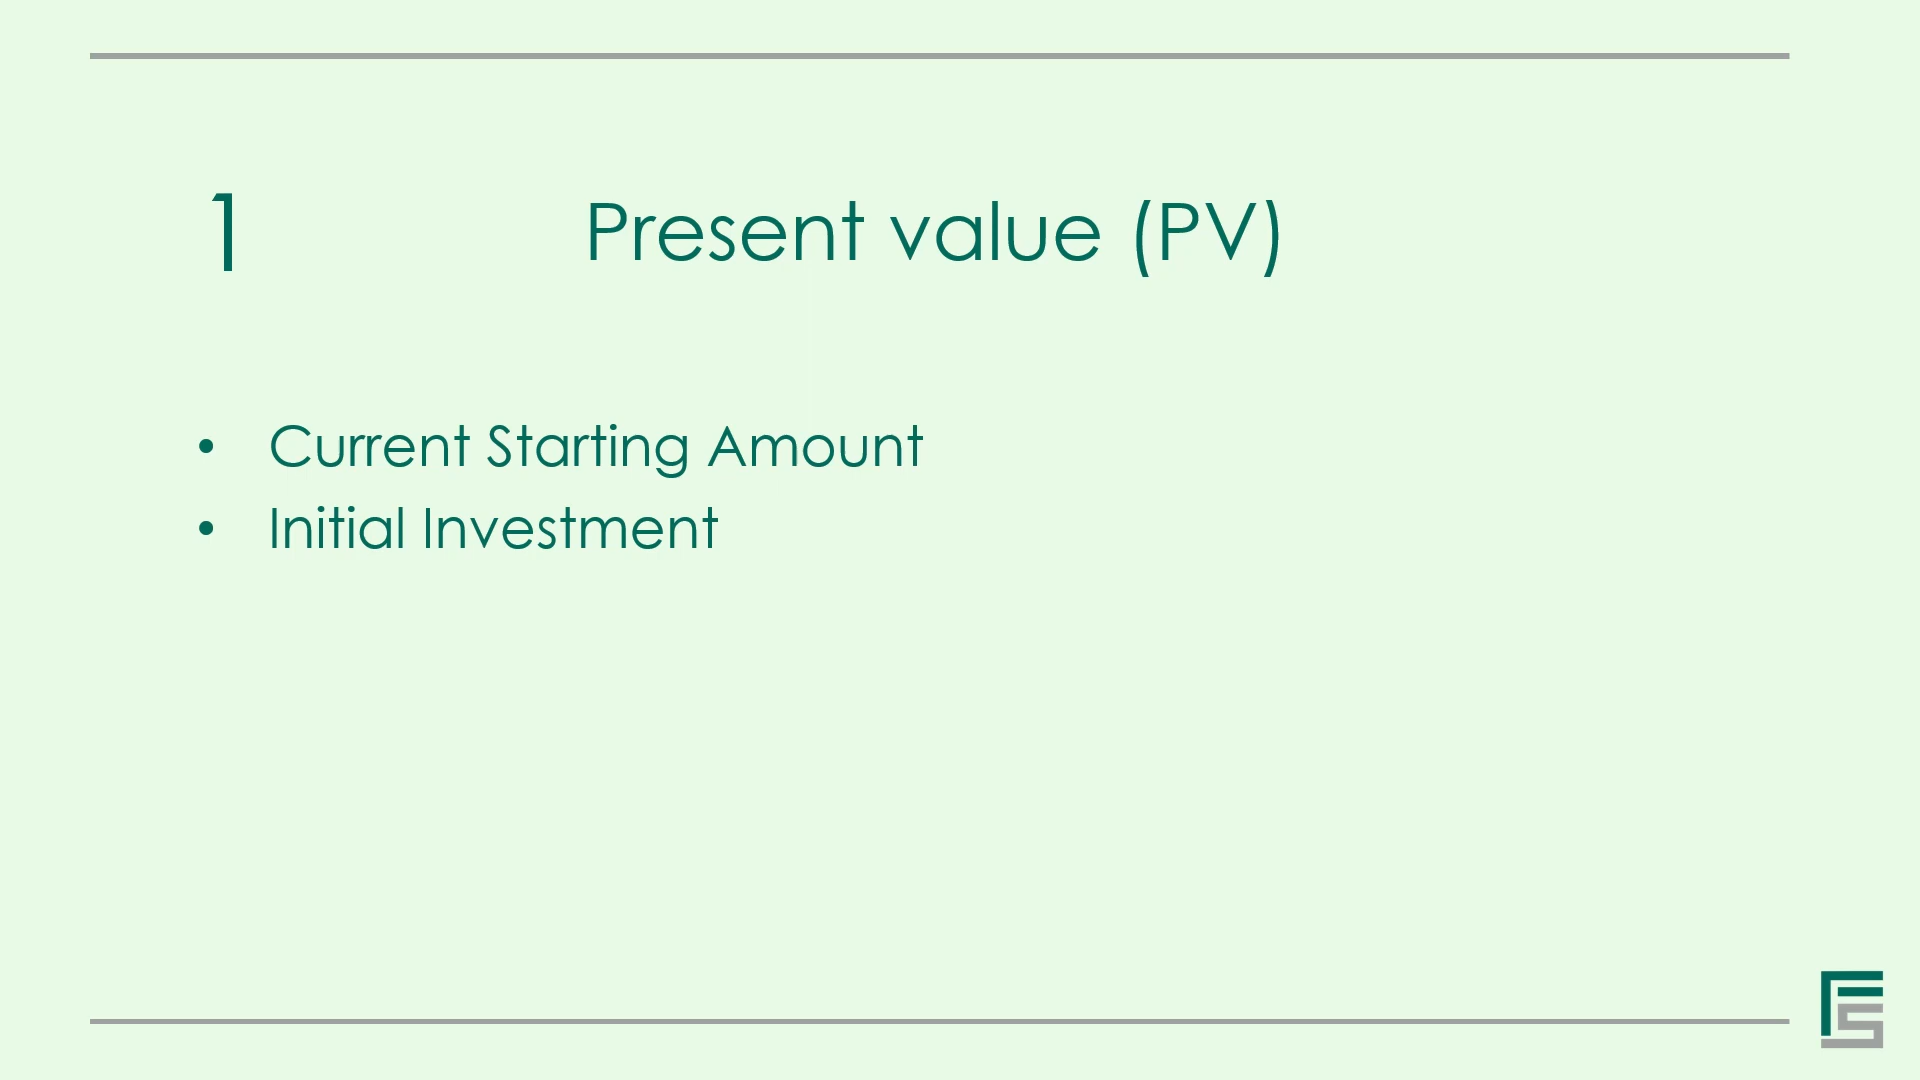 1 Present value (PV)
• Current Starting Amount
• Initial Investment